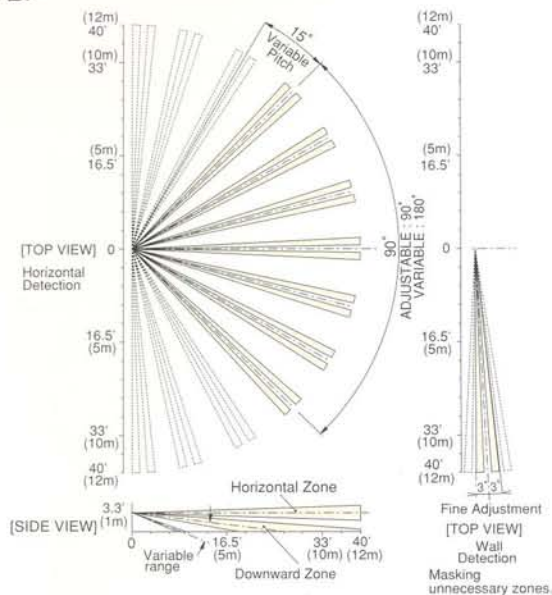 (12m)
40'
(10m)
33'
(5m)
16.5'
[TOP VIEW] 0
Horizontal
Detection
16.5'
(5m)
33'
(10m)
40'
(12m)
15°
Variable
Pitch
90°
ADJUSTABLE : 90°
VARIABLE : 180°
(12m)
40'
(10m)
33'
(5m)
16.5'
0
16.5'
(5m)
33'
(10m)
40'
(12m)
3° 3°
Fine Adjustment
[TOP VIEW]
Wall
Detection
Masking
unnecessary zones.
Horizontal Zone
3.3'
(1m)
[SIDE VIEW]
0 16.5' 33' 40'
(5m) (10m) (12m)
Variable
range
Downward Zone